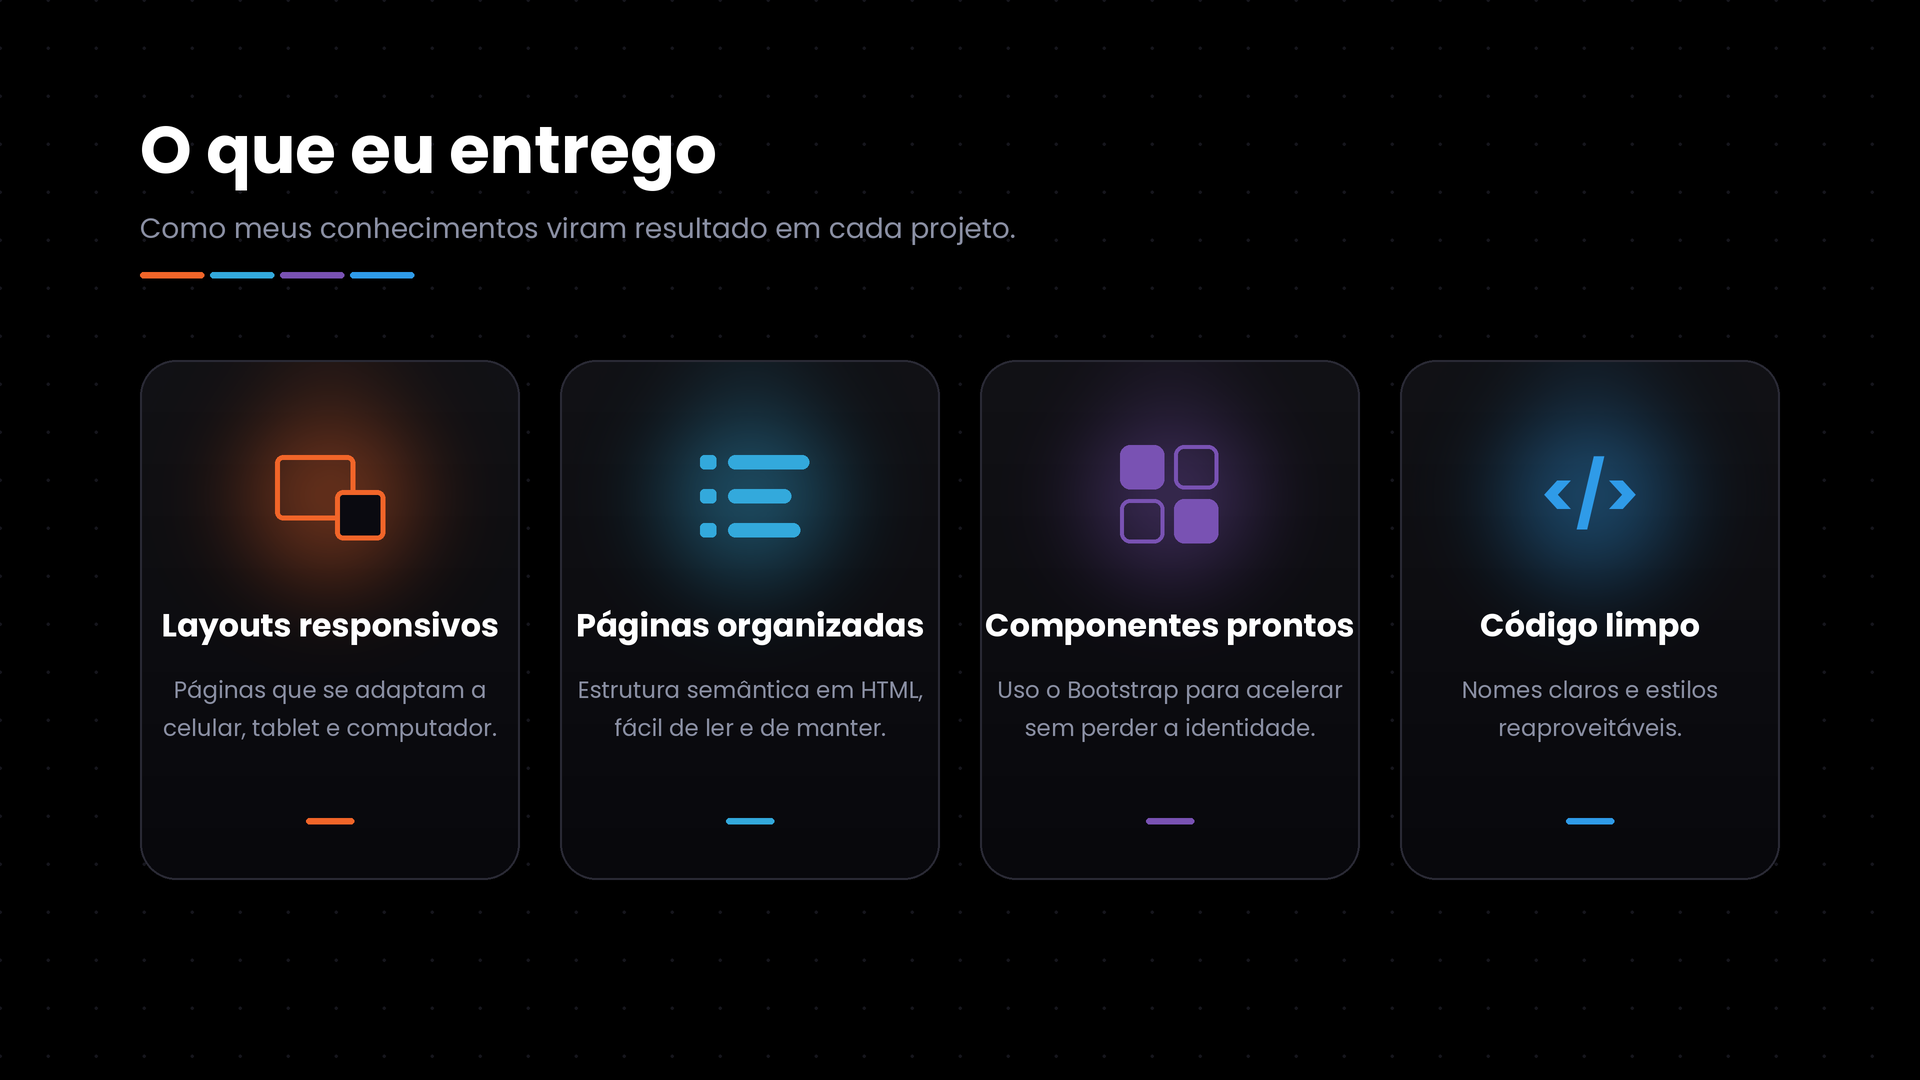 O que eu entrego
Como meus conhecimentos viram resultado em cada projeto.
Layouts responsivos
Páginas que se adaptam a
celular, tablet e computador.
Páginas organizadas
Estrutura semântica em HTML,
fácil de ler e de manter.
Componentes prontos
Uso o Bootstrap para acelerar
sem perder a identidade.
</>
Código limpo
Nomes claros e estilos
reaproveitáveis.